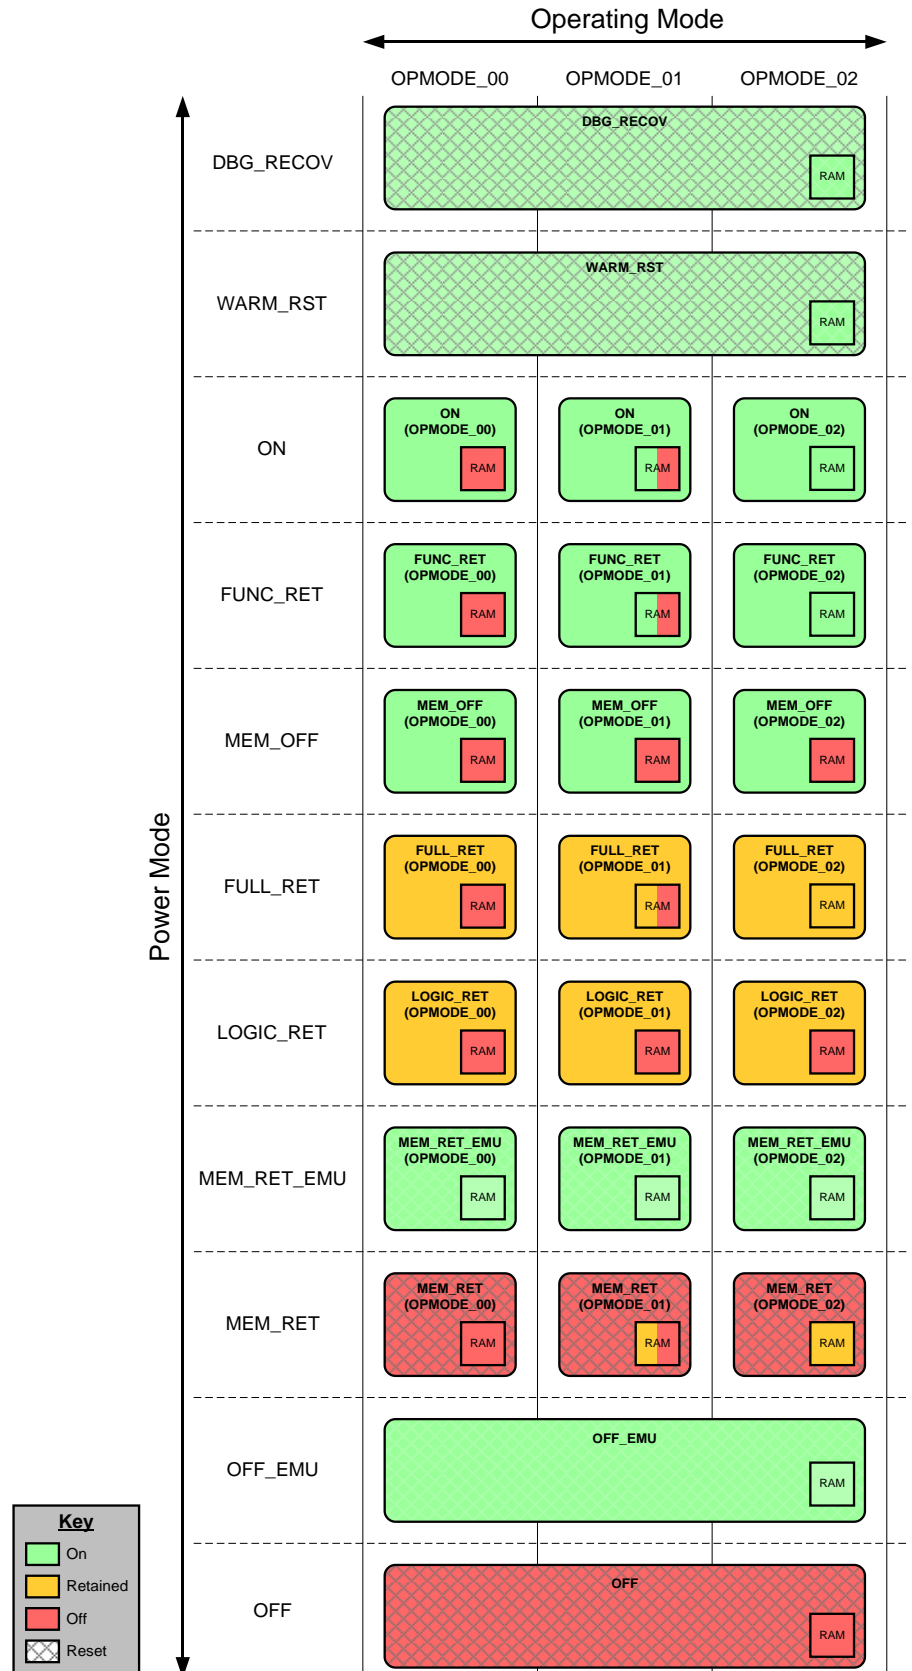 Operating Mode
OPMODE_00 OPMODE_01 OPMODE_02
Power Mode
DBG_RECOV
DBG_RECOV
RAM
WARM_RST
WARM_RST
RAM
ON
ON
(OPMODE_00)
RAM
ON
(OPMODE_01)
RAM
ON
(OPMODE_02)
RAM
FUNC_RET
FUNC_RET
(OPMODE_00)
RAM
FUNC_RET
(OPMODE_01)
RAM
FUNC_RET
(OPMODE_02)
RAM
MEM_OFF
MEM_OFF
(OPMODE_00)
RAM
MEM_OFF
(OPMODE_01)
RAM
MEM_OFF
(OPMODE_02)
RAM
FULL_RET
FULL_RET
(OPMODE_00)
RAM
FULL_RET
(OPMODE_01)
RAM
FULL_RET
(OPMODE_02)
RAM
LOGIC_RET
LOGIC_RET
(OPMODE_00)
RAM
LOGIC_RET
(OPMODE_01)
RAM
LOGIC_RET
(OPMODE_02)
RAM
MEM_RET_EMU
MEM_RET_EMU
(OPMODE_00)
RAM
MEM_RET_EMU
(OPMODE_01)
RAM
MEM_RET_EMU
(OPMODE_02)
RAM
MEM_RET
MEM_RET
(OPMODE_00)
RAM
MEM_RET
(OPMODE_01)
RAM
MEM_RET
(OPMODE_02)
RAM
OFF_EMU
OFF_EMU
RAM
OFF
OFF
RAM
Key
On
Retained
Off
Reset